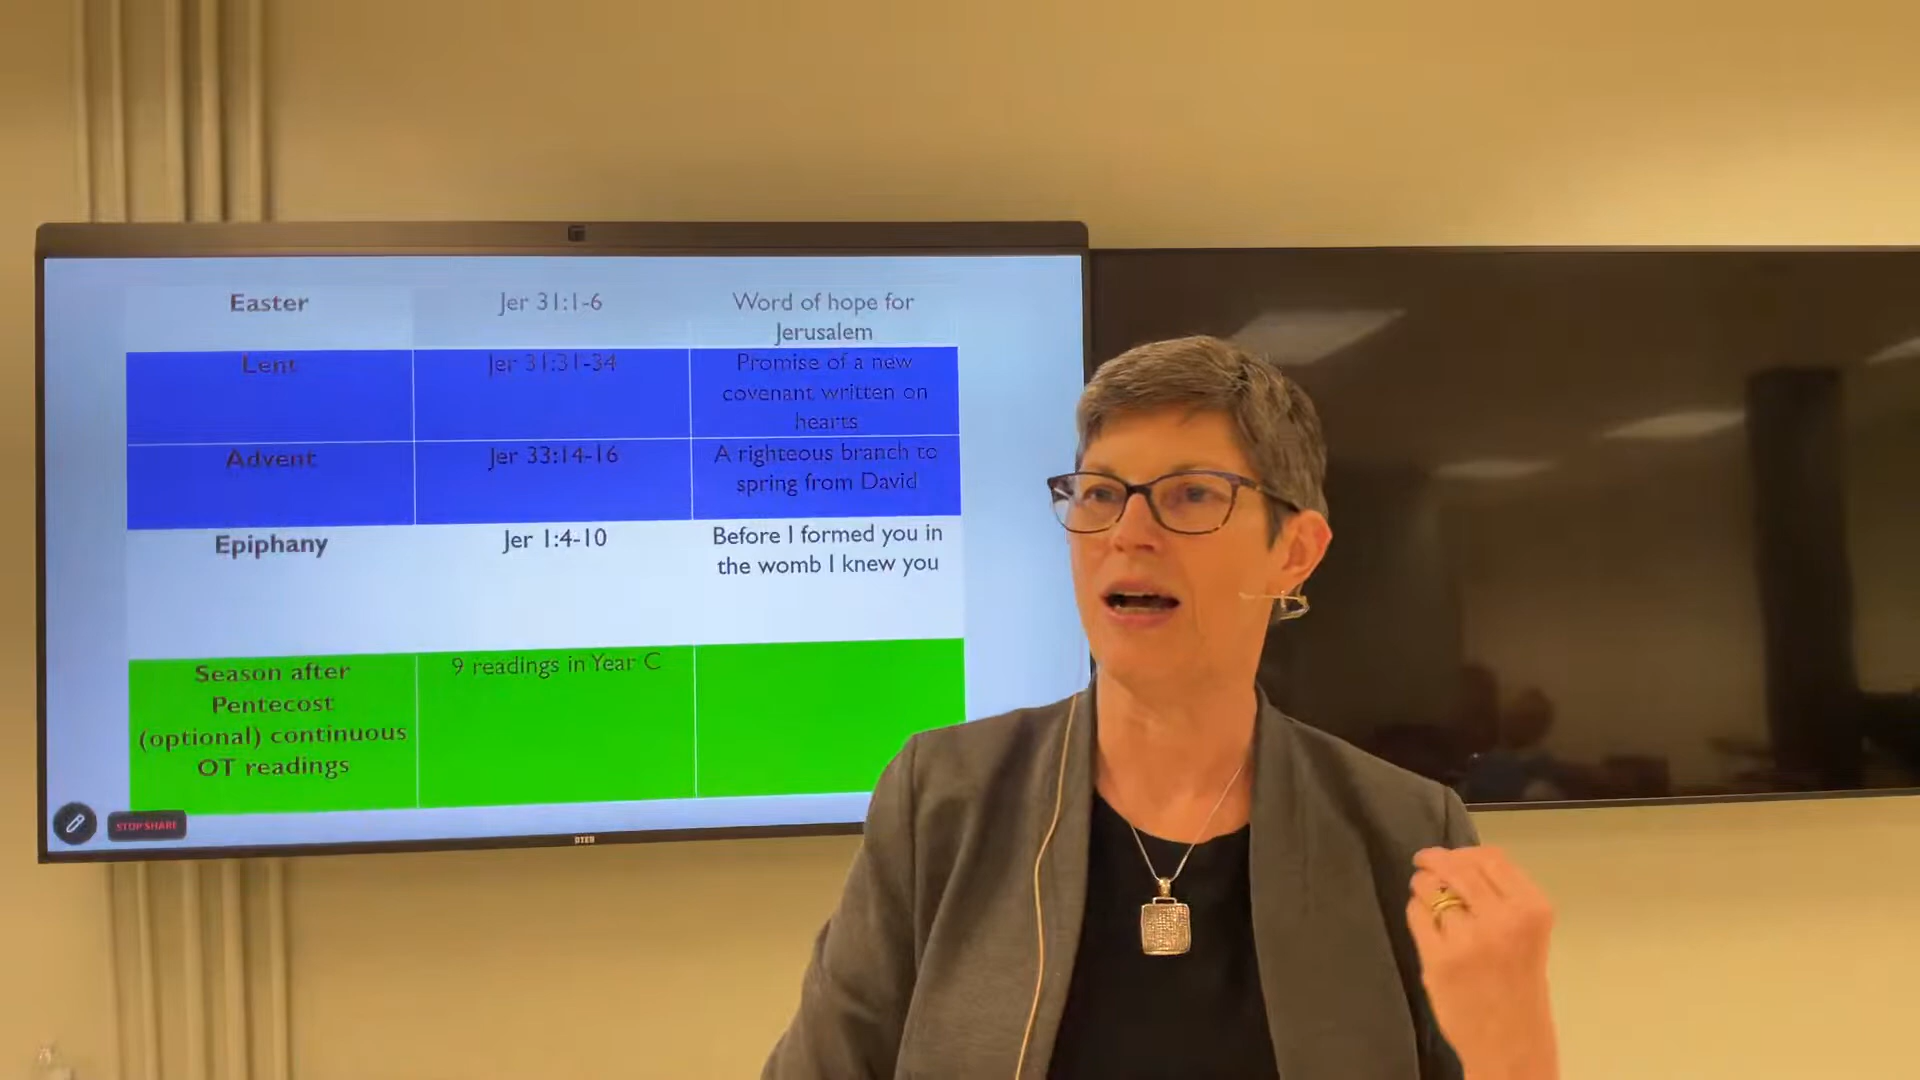 Easter
Jer 31:1-6
Word of hope for
Jerusalem
Lent
Jer 31:31-34
Promise of a new
covenant written on
hearts
Advent
Jer 33:14-16
A righteous branch to
spring from David
Epiphany
Jer 1:4-10
Before I formed you in
the womb I knew you
Season after
Pentecost
(optional) continuous
OT readings
9 readings in Year C
STOP SHARE